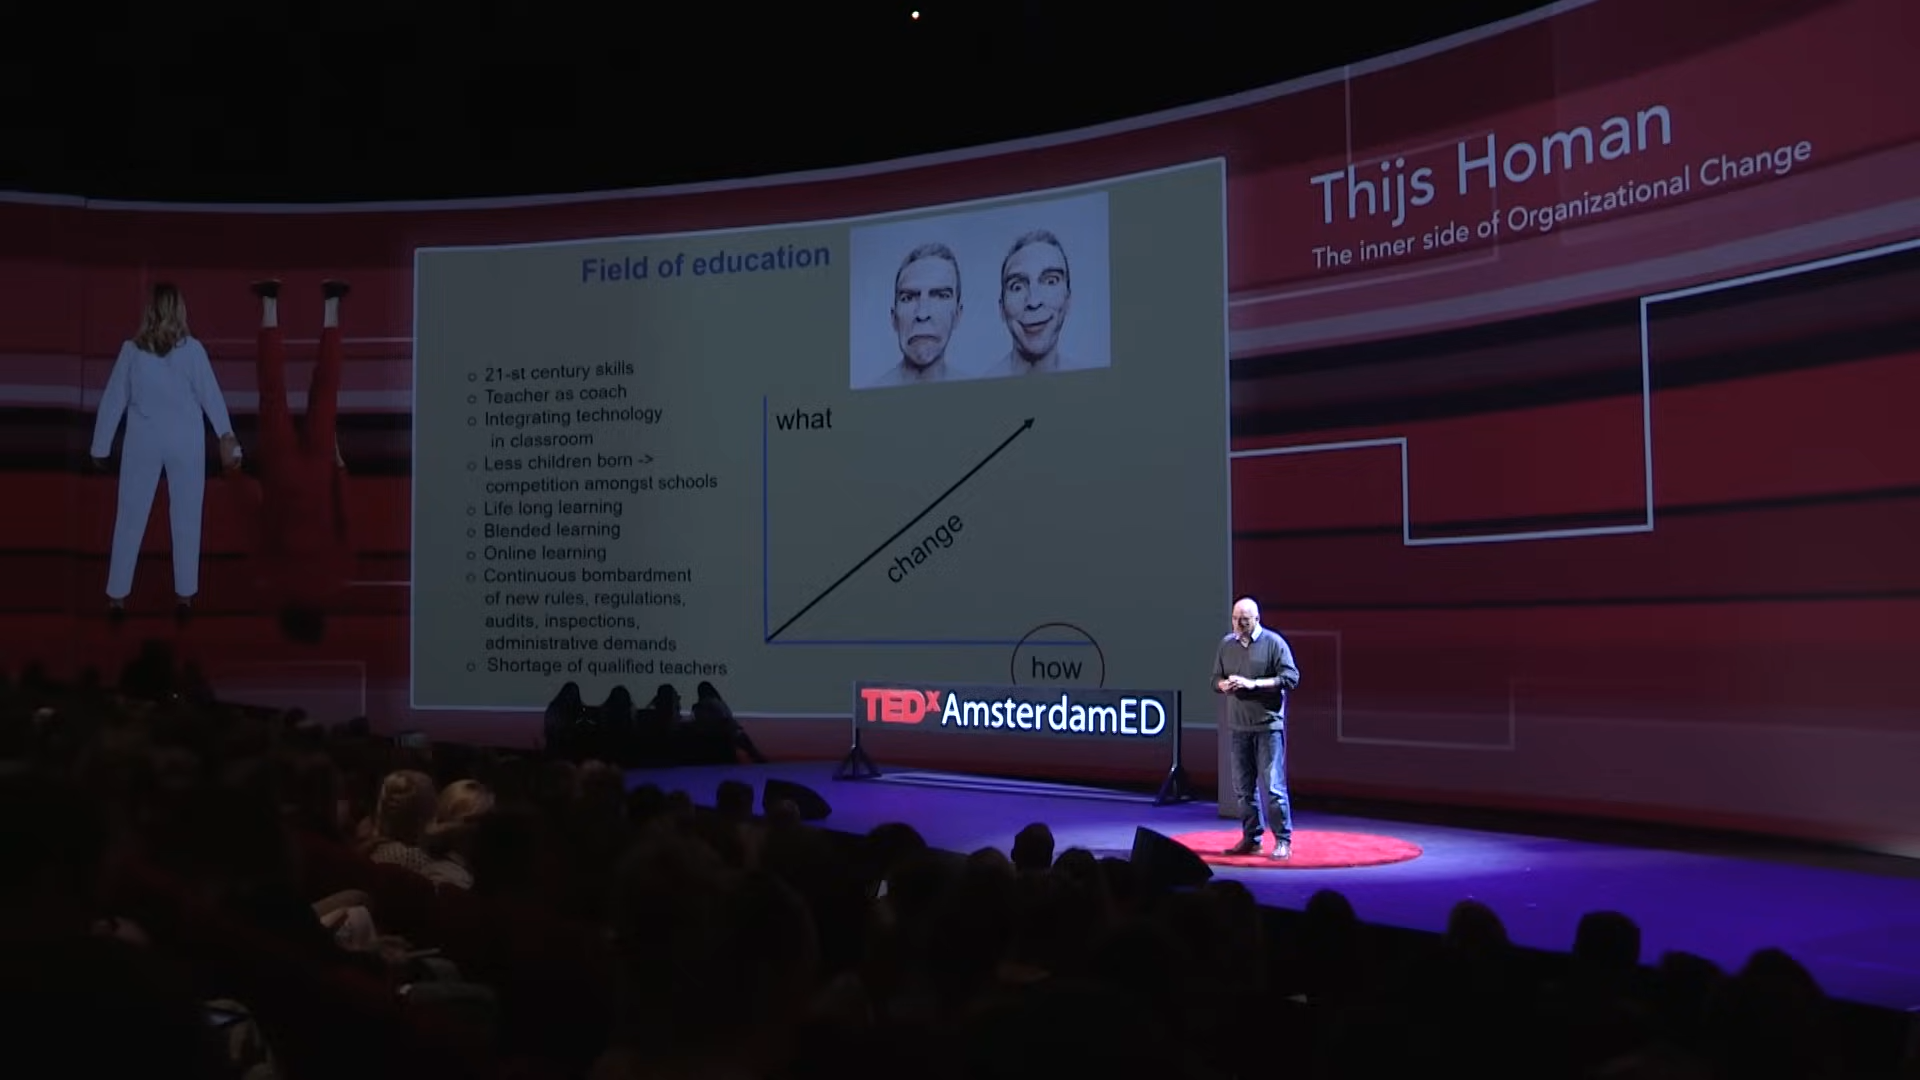 Thijs Homan
The inner side of Organizational Change
Field of education
21-st century skills
Teacher as coach
Integrating technology
in classroom
Less children born ->
competition amongst schools
Life long learning
Blended learning
Online learning
Continuous bombardment
of new rules, regulations,
audits, inspections,
administrative demands
Shortage of qualified teachers
what
change
how
TEDx AmsterdamED